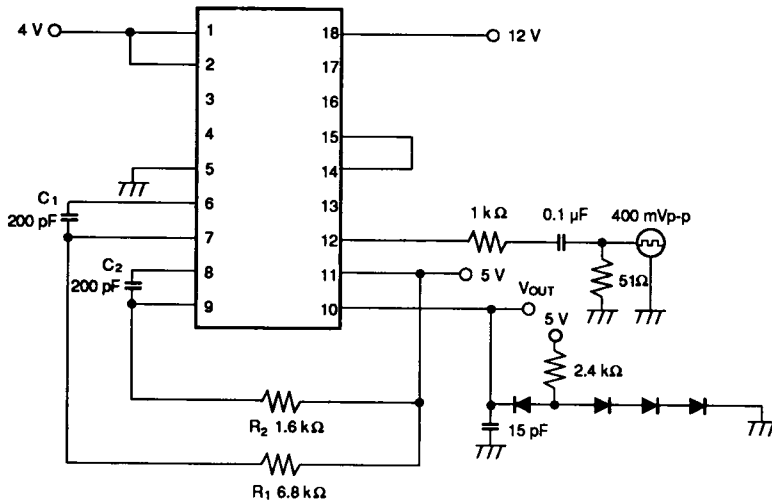 4 V
1
18
12 V
2
17
3
16
4
15
5
14
C1
200 pF
6
13
1 kΩ
0.1 μF
400 mVp-p
7
12
C2
200 pF
8
11
5 V
51Ω
9
10
VOUT
5 V
2.4 kΩ
15 pF
R2 1.6 kΩ
R1 6.8 kΩ